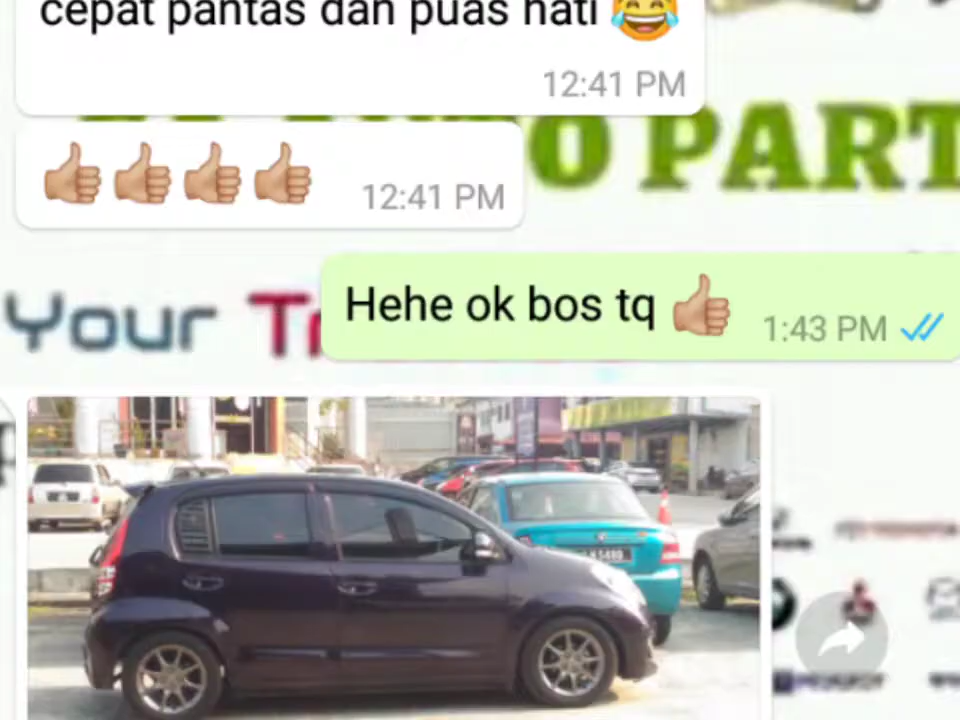 cepat pantas dan puas hati 😂
12:41 PM
O PART
👍🏼👍🏼👍🏼👍🏼 12:41 PM
Your
Hehe ok bos tq 👍🏼 1:43 PM